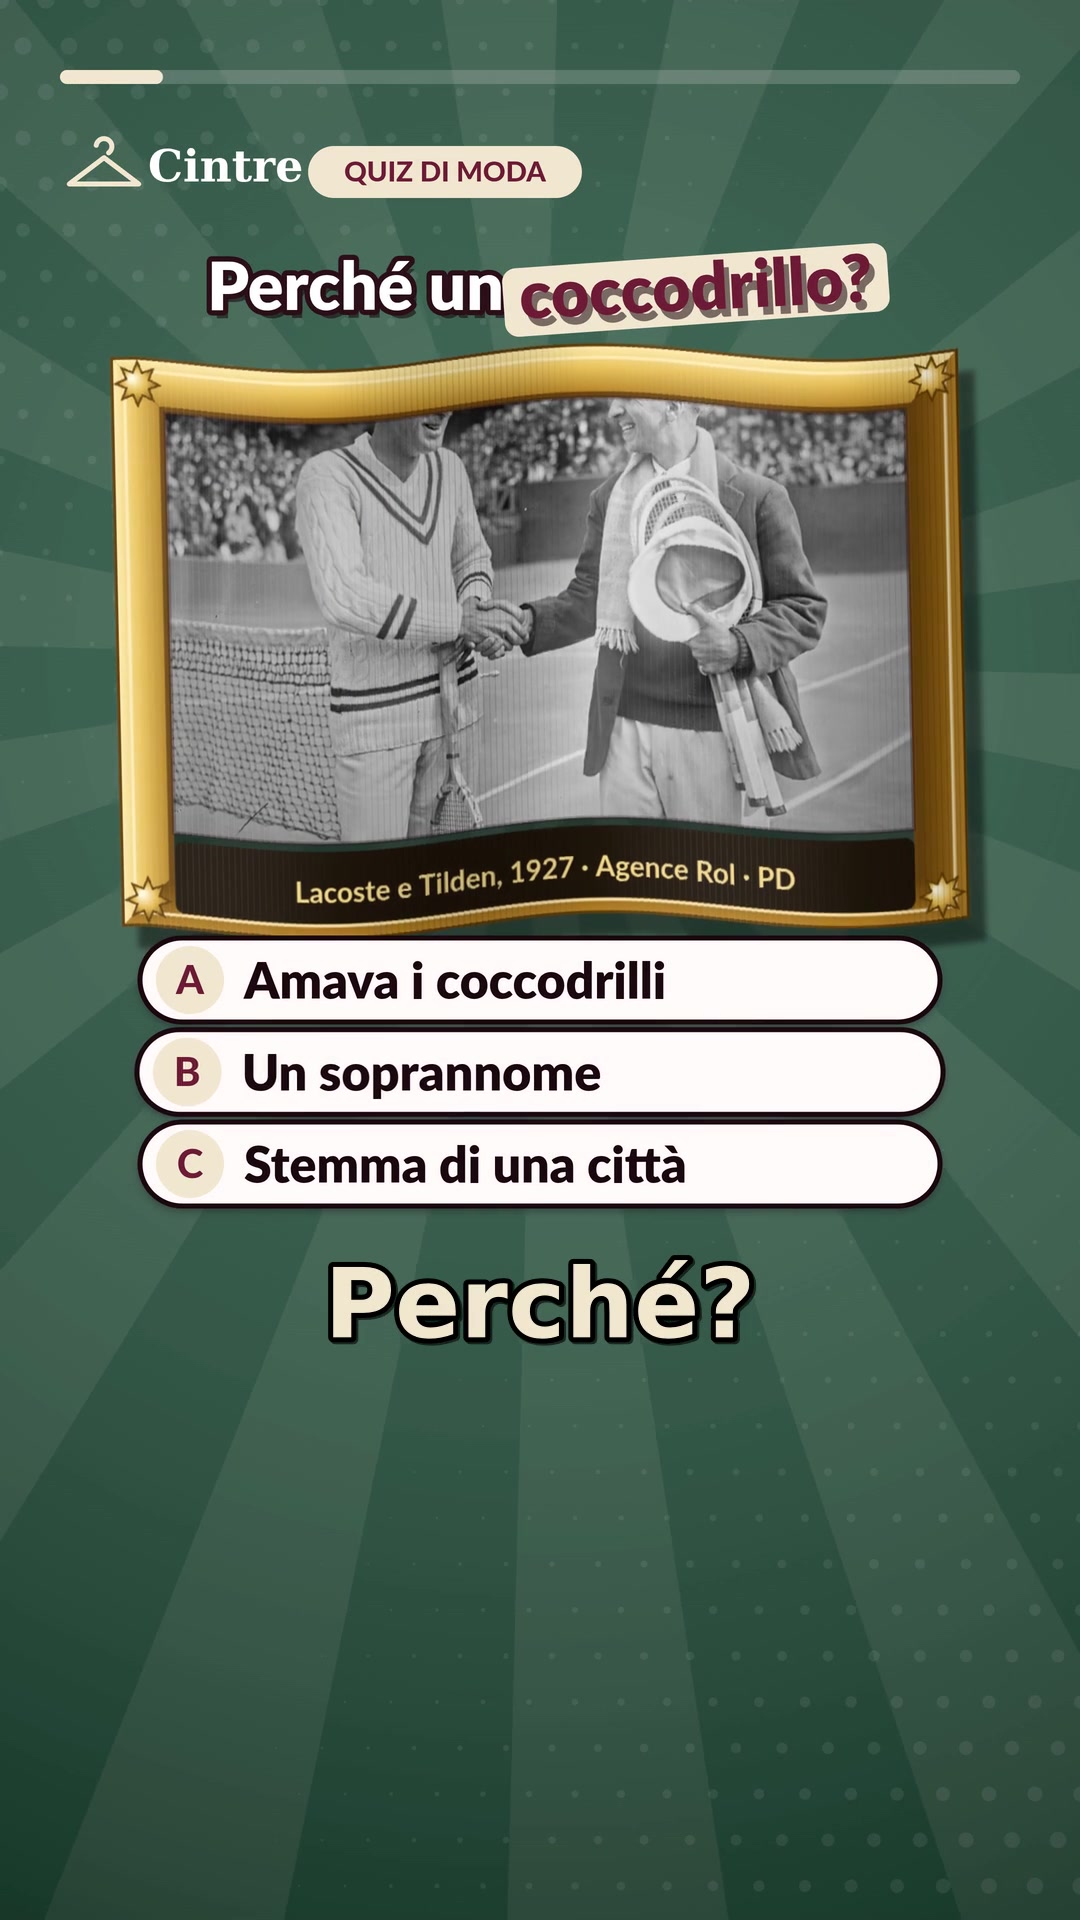 Cintre
QUIZ DI MODA
Perché un coccodrillo?
Lacoste e Tilden, 1927 · Agence Rol · PD
A Amava i coccodrilli
B Un soprannome
C Stemma di una città
Perché?